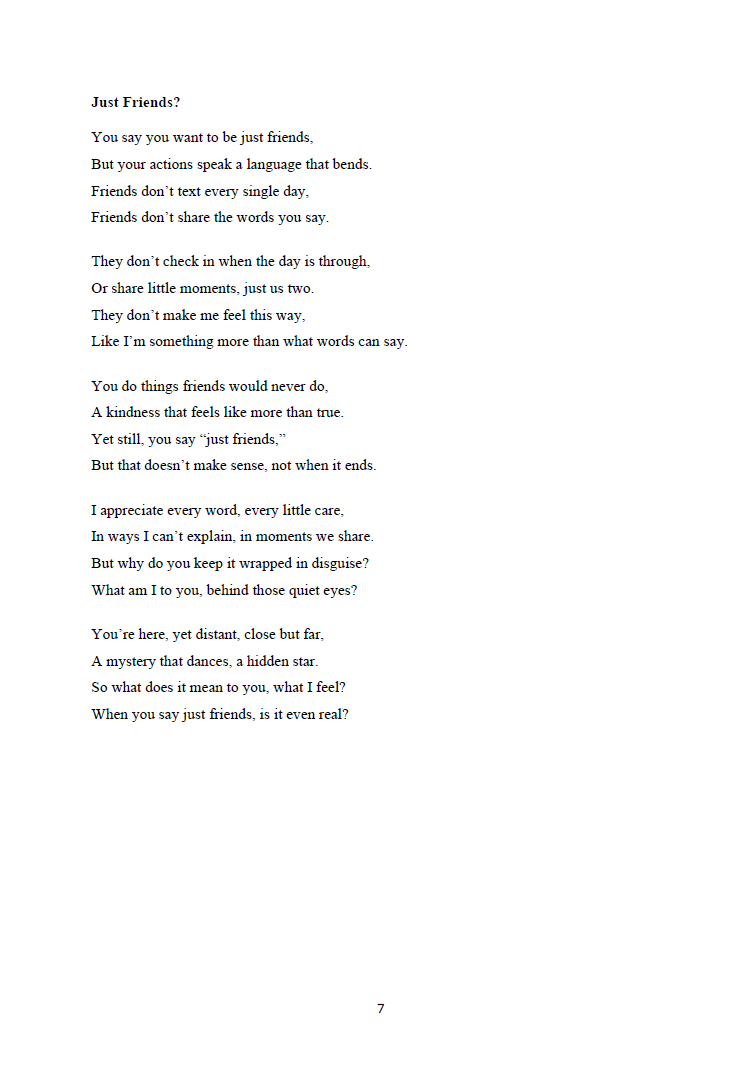 Just Friends?
You say you want to be just friends,
But your actions speak a language that bends.
Friends don’t text every single day,
Friends don’t share the words you say.
They don’t check in when the day is through,
Or share little moments, just us two.
They don’t make me feel this way,
Like I’m something more than what words can say.
You do things friends would never do,
A kindness that feels like more than true.
Yet still, you say “just friends,”
But that doesn’t make sense, not when it ends.
I appreciate every word, every little care,
In ways I can’t explain, in moments we share.
But why do you keep it wrapped in disguise?
What am I to you, behind those quiet eyes?
You’re here, yet distant, close but far,
A mystery that dances, a hidden star.
So what does it mean to you, what I feel?
When you say just friends, is it even real?
7